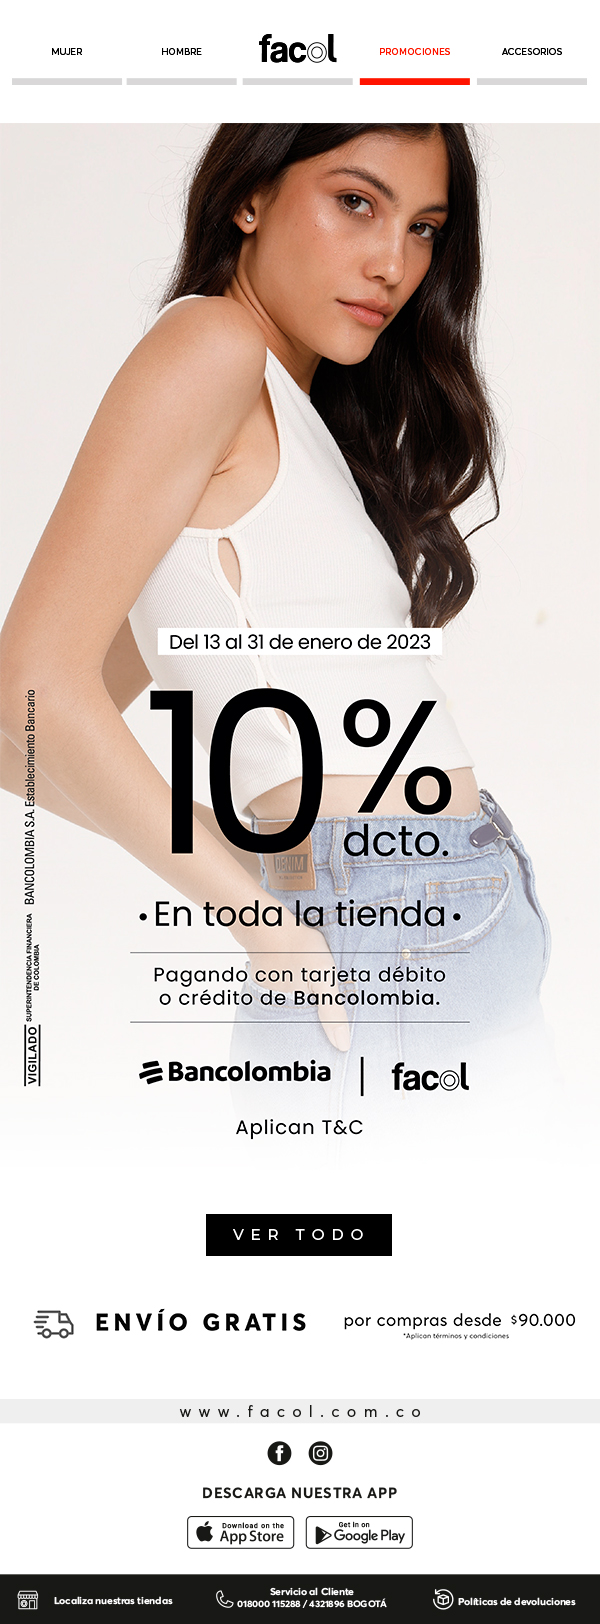 MUJER
HOMBRE
facol
PROMOCIONES
ACCESORIOS
Del 13 al 31 de enero de 2023
10%
dcto.
• En toda la tienda •
Pagando con tarjeta débito
o crédito de Bancolombia.
Bancolombia | facol
Aplican T&C
BANCOLOMBIA S.A. Establecimiento Bancario
VIGILADO
SUPERINTENDENCIA FINANCIERA
DE COLOMBIA
DENIM
VER TODO
ENVÍO GRATIS
por compras desde $90.000
*Aplican términos y condiciones
www.facol.com.co
DESCARGA NUESTRA APP
Download on the
App Store
Get in on
Google Play
Localiza nuestras tiendas
Servicio al Cliente
018000 115288 / 4321896 BOGOTÁ
Políticas de devoluciones